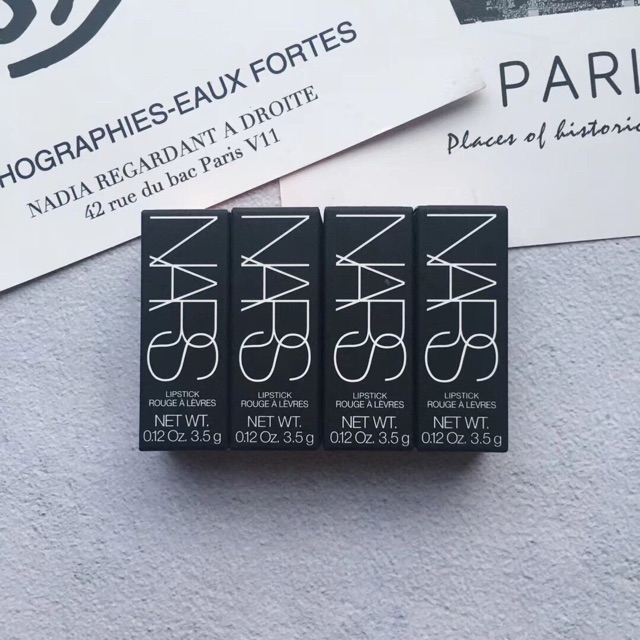 HOGRAPHIES-EAUX FORTES
NADIA REGARDANT A DROITE
42 rue du bac Paris V11
PARI
Places of historic
NARS
LIPSTICK
ROUGE À LÈVRES
NET WT.
0.12 Oz. 3.5 g
NARS
LIPSTICK
ROUGE À LÈVRES
NET WT.
0.12 Oz. 3.5 g
NARS
LIPSTICK
ROUGE À LÈVRES
NET WT.
0.12 Oz. 3.5 g
NARS
LIPSTICK
ROUGE À LÈVRES
NET WT.
0.12 Oz. 3.5 g